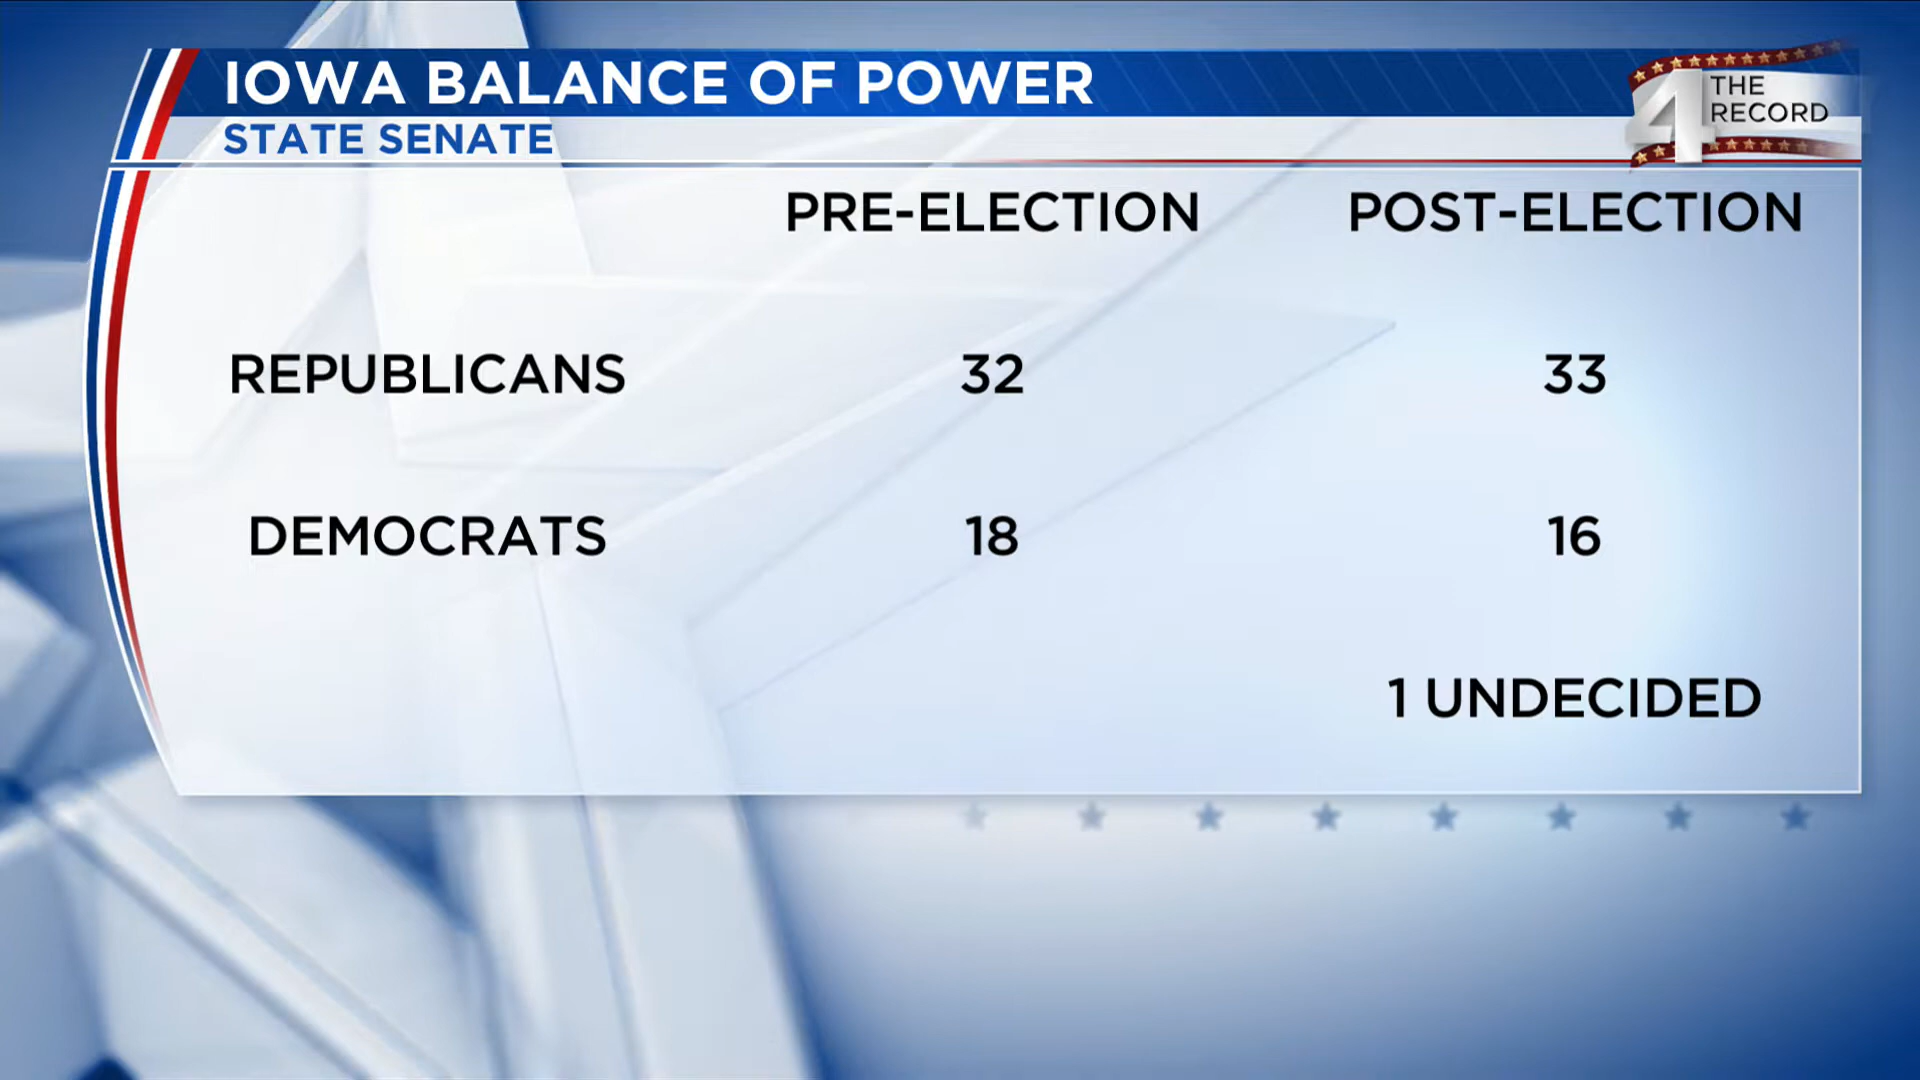 IOWA BALANCE OF POWER
STATE SENATE
4 THE RECORD
PRE-ELECTION POST-ELECTION
REPUBLICANS 32 33
DEMOCRATS 18 16
1 UNDECIDED